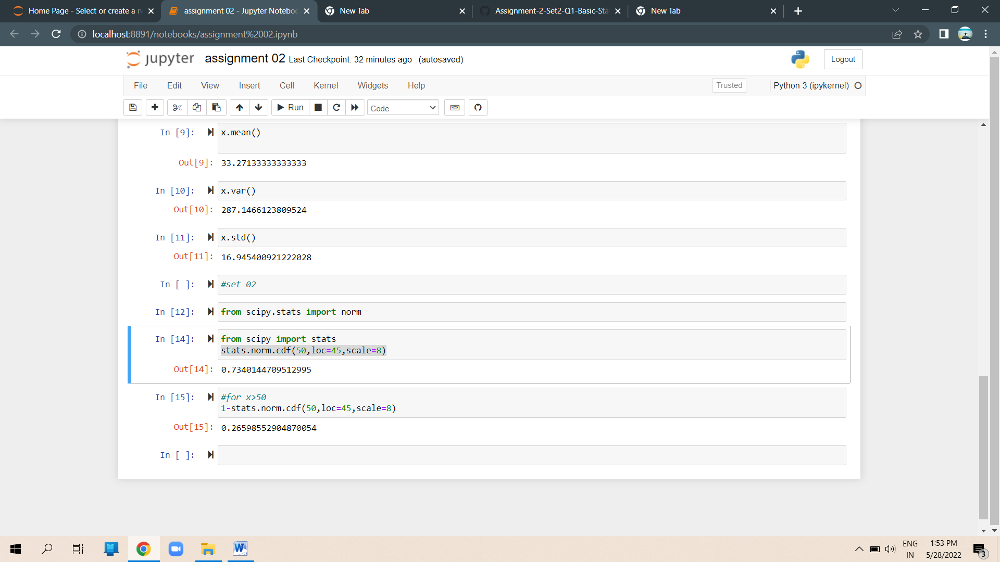 Home Page - Select or create a n
assignment 02 - Jupyter Noteboo
New Tab
Assignment-2-Set2-Q1-Basic-Sta
New Tab
localhost:8891/notebooks/assignment%2002.ipynb
jupyter
assignment 02 Last Checkpoint: 32 minutes ago (autosaved)
Logout
File Edit View Insert Cell Kernel Widgets Help
Trusted
Python 3 (ipykernel)
Run
Code
In [9]: x.mean()
Out[9]: 33.27133333333333
In [10]: x.var()
Out[10]: 287.1466123809524
In [11]: x.std()
Out[11]: 16.945400921222028
In [ ]: #set 02
In [12]: from scipy.stats import norm
In [14]: from scipy import stats
stats.norm.cdf(50,loc=45,scale=8)
Out[14]: 0.7340144709512995
In [15]: #for x>50
1-stats.norm.cdf(50,loc=45,scale=8)
Out[15]: 0.26598552904870054
In [ ]:
ENG
IN
1:53 PM
5/28/2022
3